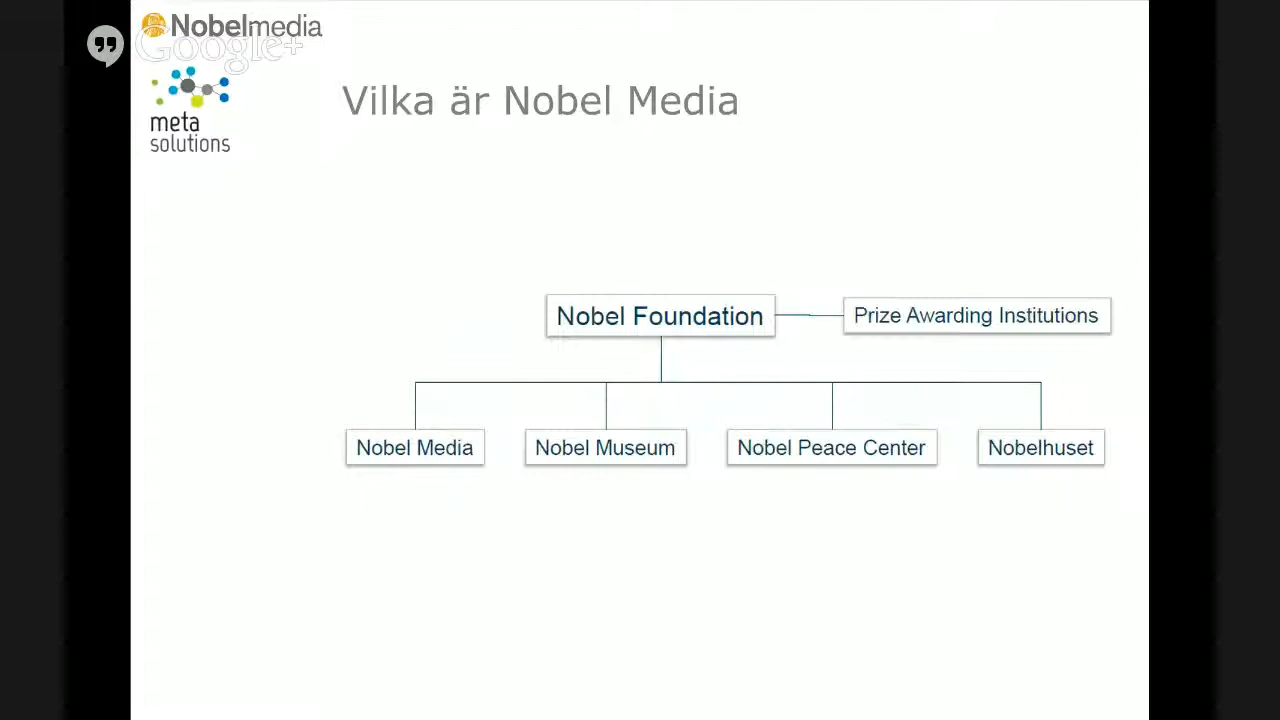 Nobelmedia
Google+
meta
solutions
Vilka är Nobel Media
Nobel Foundation
Prize Awarding Institutions
Nobel Media
Nobel Museum
Nobel Peace Center
Nobelhuset